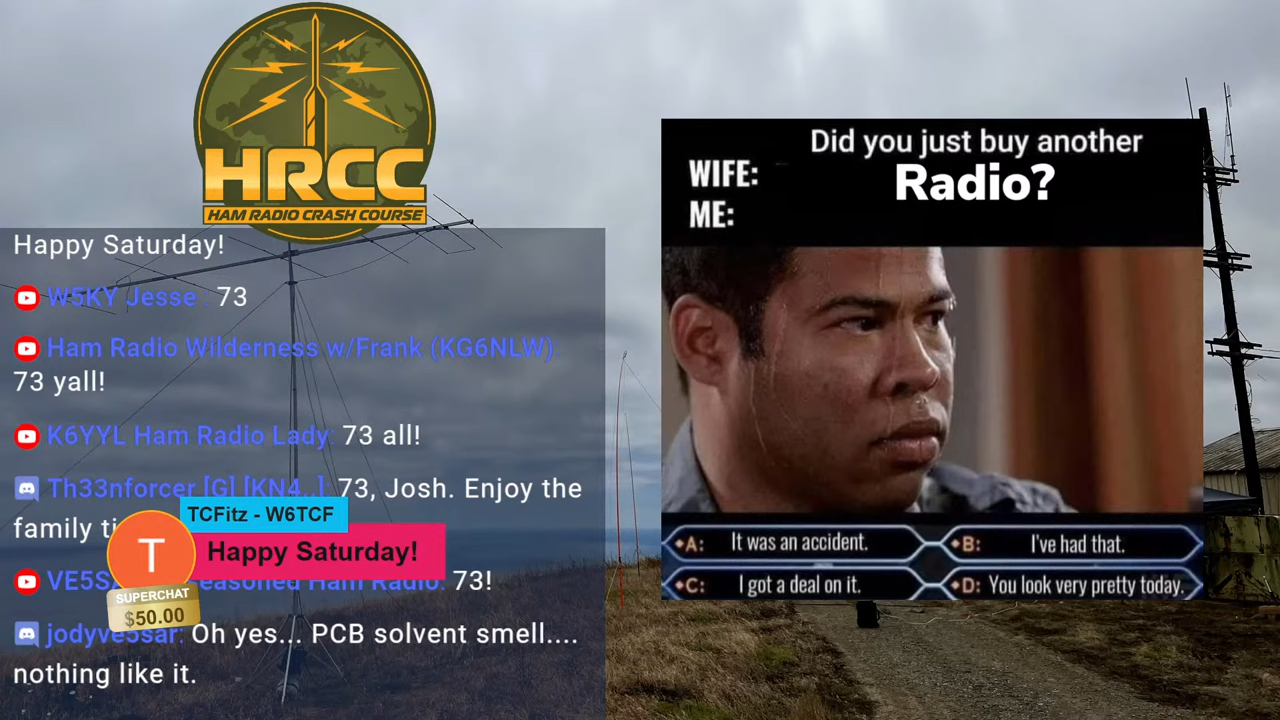 HRCC
HAM RADIO CRASH COURSE
Happy Saturday!
W5KY Jesse : 73
Ham Radio Wilderness w/Frank (KG6NLW):
73 yall!
K6YYL Ham Radio Lady: 73 all!
Th33nforcer [G] [KN4..]: 73, Josh. Enjoy the
family
TCFitz - W6TCF
T
Happy Saturday!
SUPERCHAT
$50.00
Ham Radio: 73!
jodyve5sar: Oh yes... PCB solvent smell....
nothing like it.
Did you just buy another
WIFE:
Radio?
ME:
A: It was an accident.
B: I've had that.
C: I got a deal on it.
D: You look very pretty today.